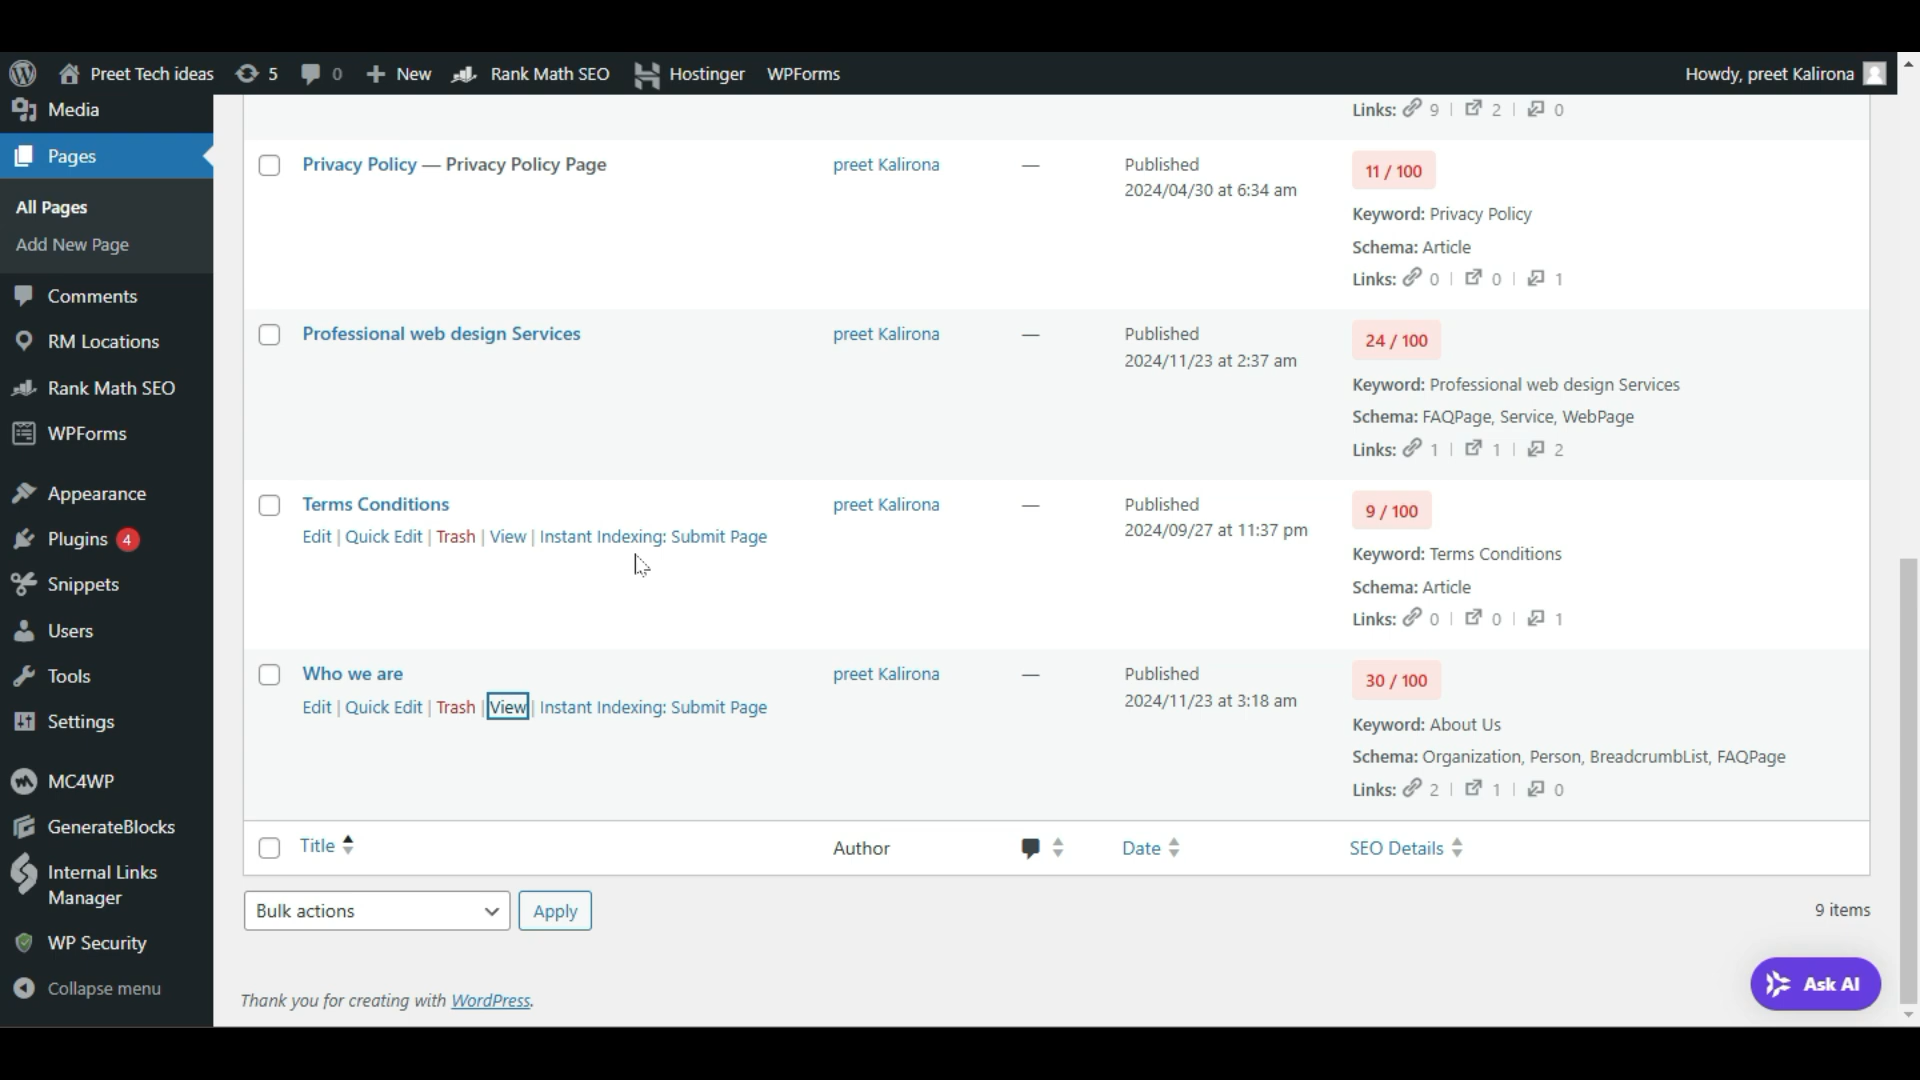 Preet Tech ideas 5 0 New Rank Math SEO Hostinger WPForms Howdy, preet Kalirona
Media
Pages
All Pages
Add New Page
Comments
RM Locations
Rank Math SEO
WPForms
Appearance
Plugins 4
Snippets
Users
Tools
Settings
MC4WP
GenerateBlocks
Internal Links
Manager
WP Security
Collapse menu
Links: 9 | 2 | 0
Privacy Policy — Privacy Policy Page
preet Kalirona
—
Published
2024/04/30 at 6:34 am
11 / 100
Keyword: Privacy Policy
Schema: Article
Links: 0 | 0 | 1
Professional web design Services
preet Kalirona
—
Published
2024/11/23 at 2:37 am
24 / 100
Keyword: Professional web design Services
Schema: FAQPage, Service, WebPage
Links: 1 | 1 | 2
Terms Conditions
Edit | Quick Edit | Trash | View | Instant Indexing: Submit Page
preet Kalirona
—
Published
2024/09/27 at 11:37 pm
9 / 100
Keyword: Terms Conditions
Schema: Article
Links: 0 | 0 | 1
Who we are
Edit | Quick Edit | Trash | View | Instant Indexing: Submit Page
preet Kalirona
—
Published
2024/11/23 at 3:18 am
30 / 100
Keyword: About Us
Schema: Organization, Person, BreadcrumbList, FAQPage
Links: 2 | 1 | 0
Title Author Date SEO Details
Bulk actions Apply 9 items
Ask AI
Thank you for creating with WordPress.